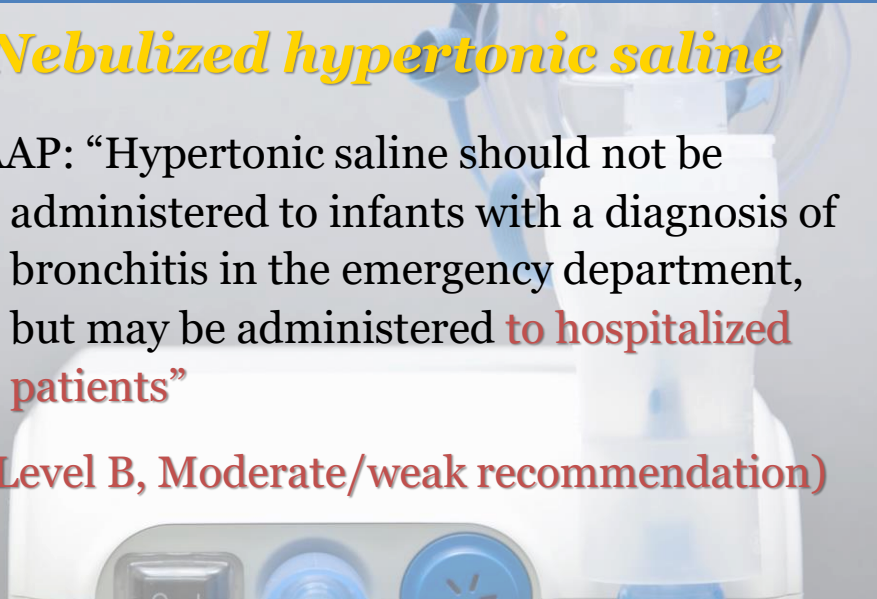 Nebulized hypertonic saline
AAP: “Hypertonic saline should not be
administered to infants with a diagnosis of
bronchitis in the emergency department,
but may be administered to hospitalized
patients”
Level B, Moderate/weak recommendation)